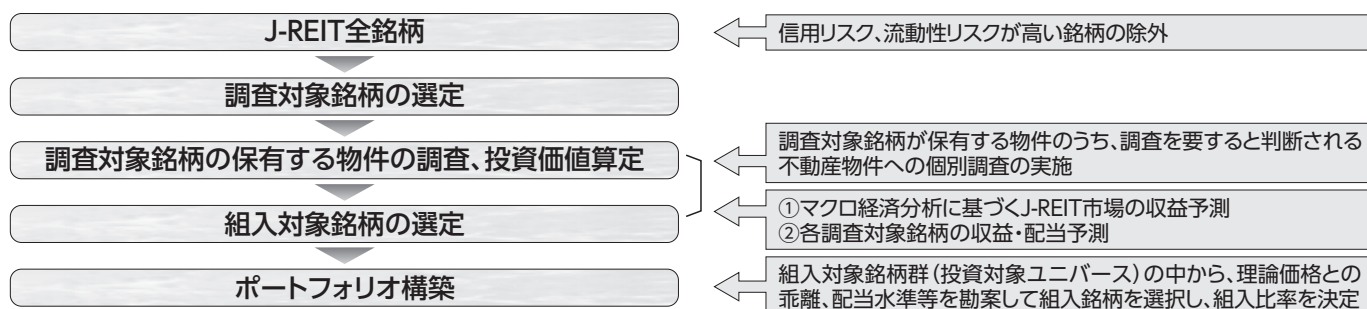 J-REIT全銘柄
信用リスク、流動性リスクが高い銘柄の除外
調査対象銘柄の選定
調査対象銘柄の保有する物件の調査、投資価値算定
調査対象銘柄が保有する物件のうち、調査を要すると判断される
不動産物件への個別調査の実施
組入対象銘柄の選定
①マクロ経済分析に基づくJ-REIT市場の収益予測
②各調査対象銘柄の収益・配当予測
ポートフォリオ構築
組入対象銘柄群(投資対象ユニバース)の中から、理論価格との
乖離、配当水準等を勘案して組入銘柄を選択し、組入比率を決定